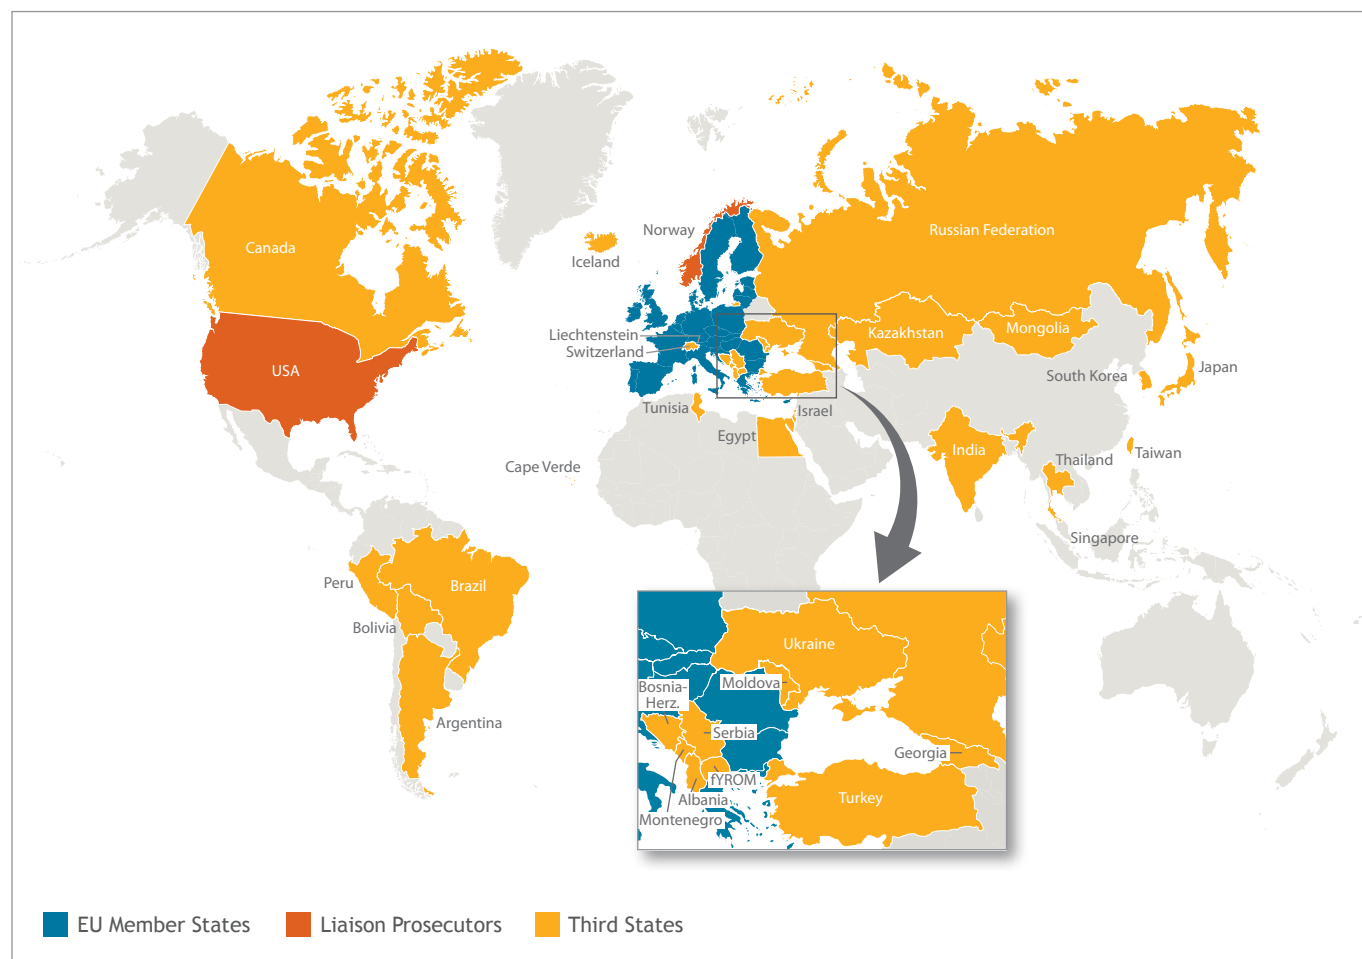 Canada
Norway
Iceland
Russian Federation
Liechtenstein
Switzerland
Kazakhstan
Mongolia
USA
South Korea
Japan
Tunisia
Israel
Egypt
India
Taiwan
Thailand
Cape Verde
Singapore
Peru
Brazil
Bolivia
Argentina
Ukraine
Moldova
Bosnia-
Herz.
Serbia
Georgia
fYROM
Albania
Turkey
Montenegro
EU Member States
Liaison Prosecutors
Third States